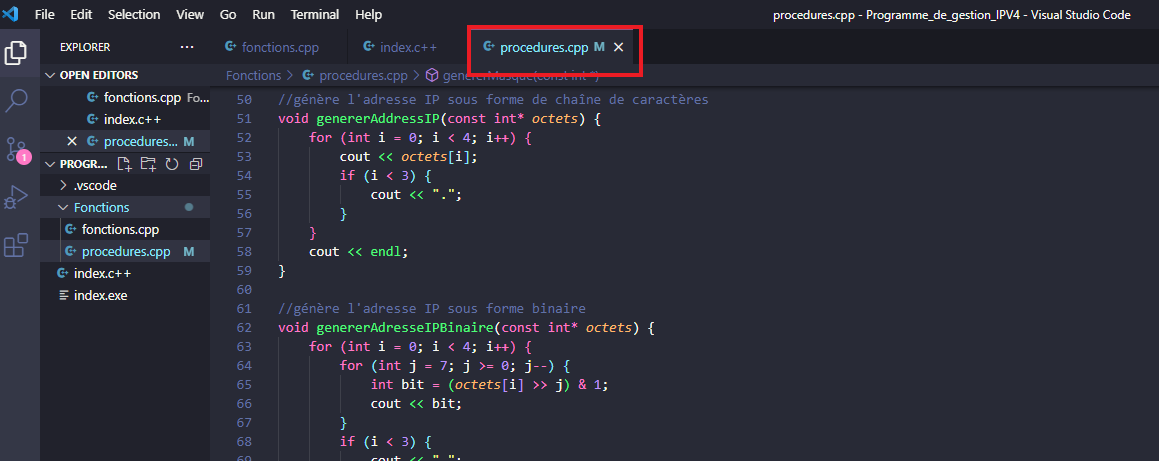 File Edit Selection View Go Run Terminal Help procedures.cpp - Programme_de_gestion_IPV4 - Visual Studio Code
EXPLORER ···
fonctions.cpp index.c++ procedures.cpp M
OPEN EDITORS
fonctions.cpp Fo...
index.c++
procedures... M
PROGR...
.vscode
Fonctions
fonctions.cpp
procedures.cpp M
index.c++
index.exe
1
Fonctions > procedures.cpp > genererMasque(const int *)
50 //génère l'adresse IP sous forme de chaîne de caractères
51 void genererAddressIP(const int* octets) {
52 for (int i = 0; i < 4; i++) {
53 cout << octets[i];
54 if (i < 3) {
55 cout << ".";
56 }
57 }
58 cout << endl;
59 }
60
61 //génère l'adresse IP sous forme binaire
62 void genererAdresseIPBinaire(const int* octets) {
63 for (int i = 0; i < 4; i++) {
64 for (int j = 7; j >= 0; j--) {
65 int bit = (octets[i] >> j) & 1;
66 cout << bit;
67 }
68 if (i < 3) {
69 cout << ".";